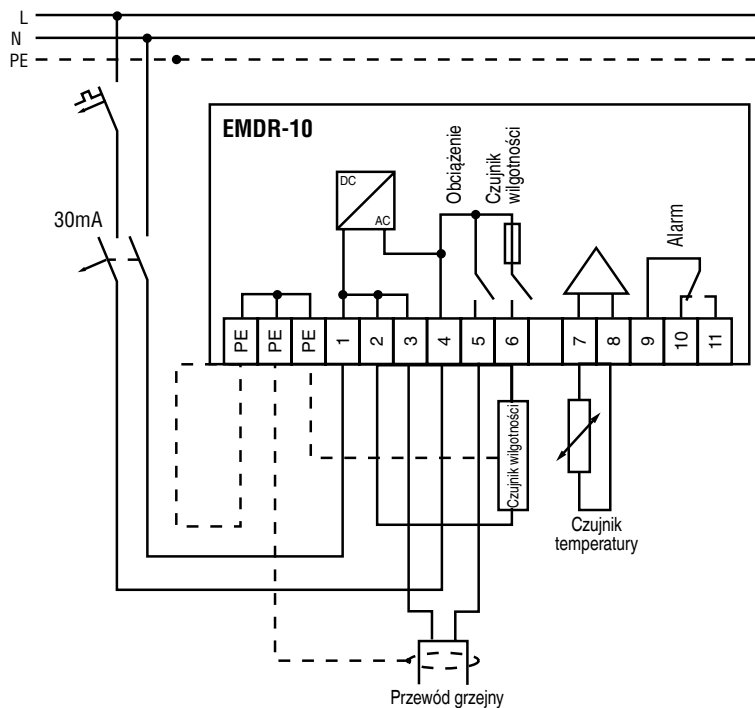 L
N
PE
EMDR-10
Obciążenie
Czujnik
wilgotności
DC
AC
30mA
Alarm
PE
PE
PE
1
2
3
4
5
6
7
8
9
10
11
Czujnik wilgotności
Czujnik
temperatury
Przewód grzejny